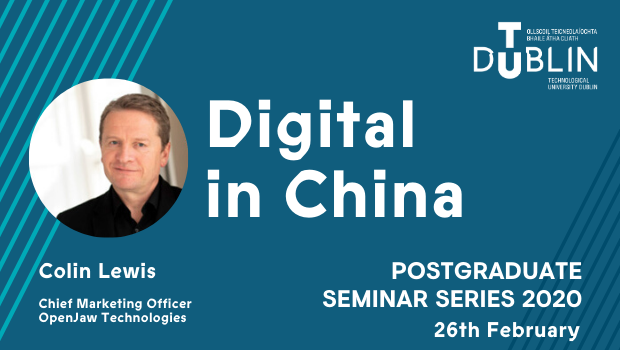 OLLSCOIL TEICNEOLAÍOCHTA
BHAILE ÁTHA CLIATH
TU DUBLIN
TECHNOLOGICAL
UNIVERSITY DUBLIN
Digital
in China
Colin Lewis
Chief Marketing Officer
OpenJaw Technologies
POSTGRADUATE
SEMINAR SERIES 2020
26th February